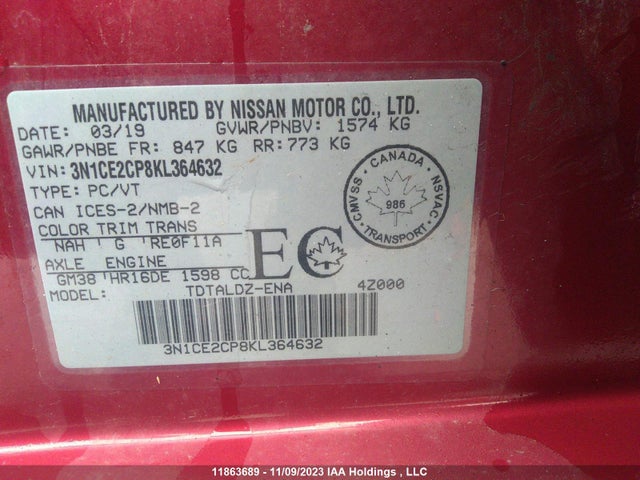 MANUFACTURED BY NISSAN MOTOR CO., LTD.
DATE: 03/19 GVWR/PNBV: 1574 KG
GAWR/PNBE FR: 847 KG RR: 773 KG
VIN: 3N1CE2CP8KL364632
TYPE: PC/VT
CAN ICES-2/NMB-2
COLOR TRIM TRANS
NAH G RE0F11A
AXLE ENGINE
GM38 HR16DE 1598 CC
MODEL: TDTALDZ-ENA 4Z000
3N1CE2CP8KL364632
EC
CANADA
CMVSS
986
NSVAC
TRANSPORT
11863689 - 11/09/2023 IAA Holdings , LLC